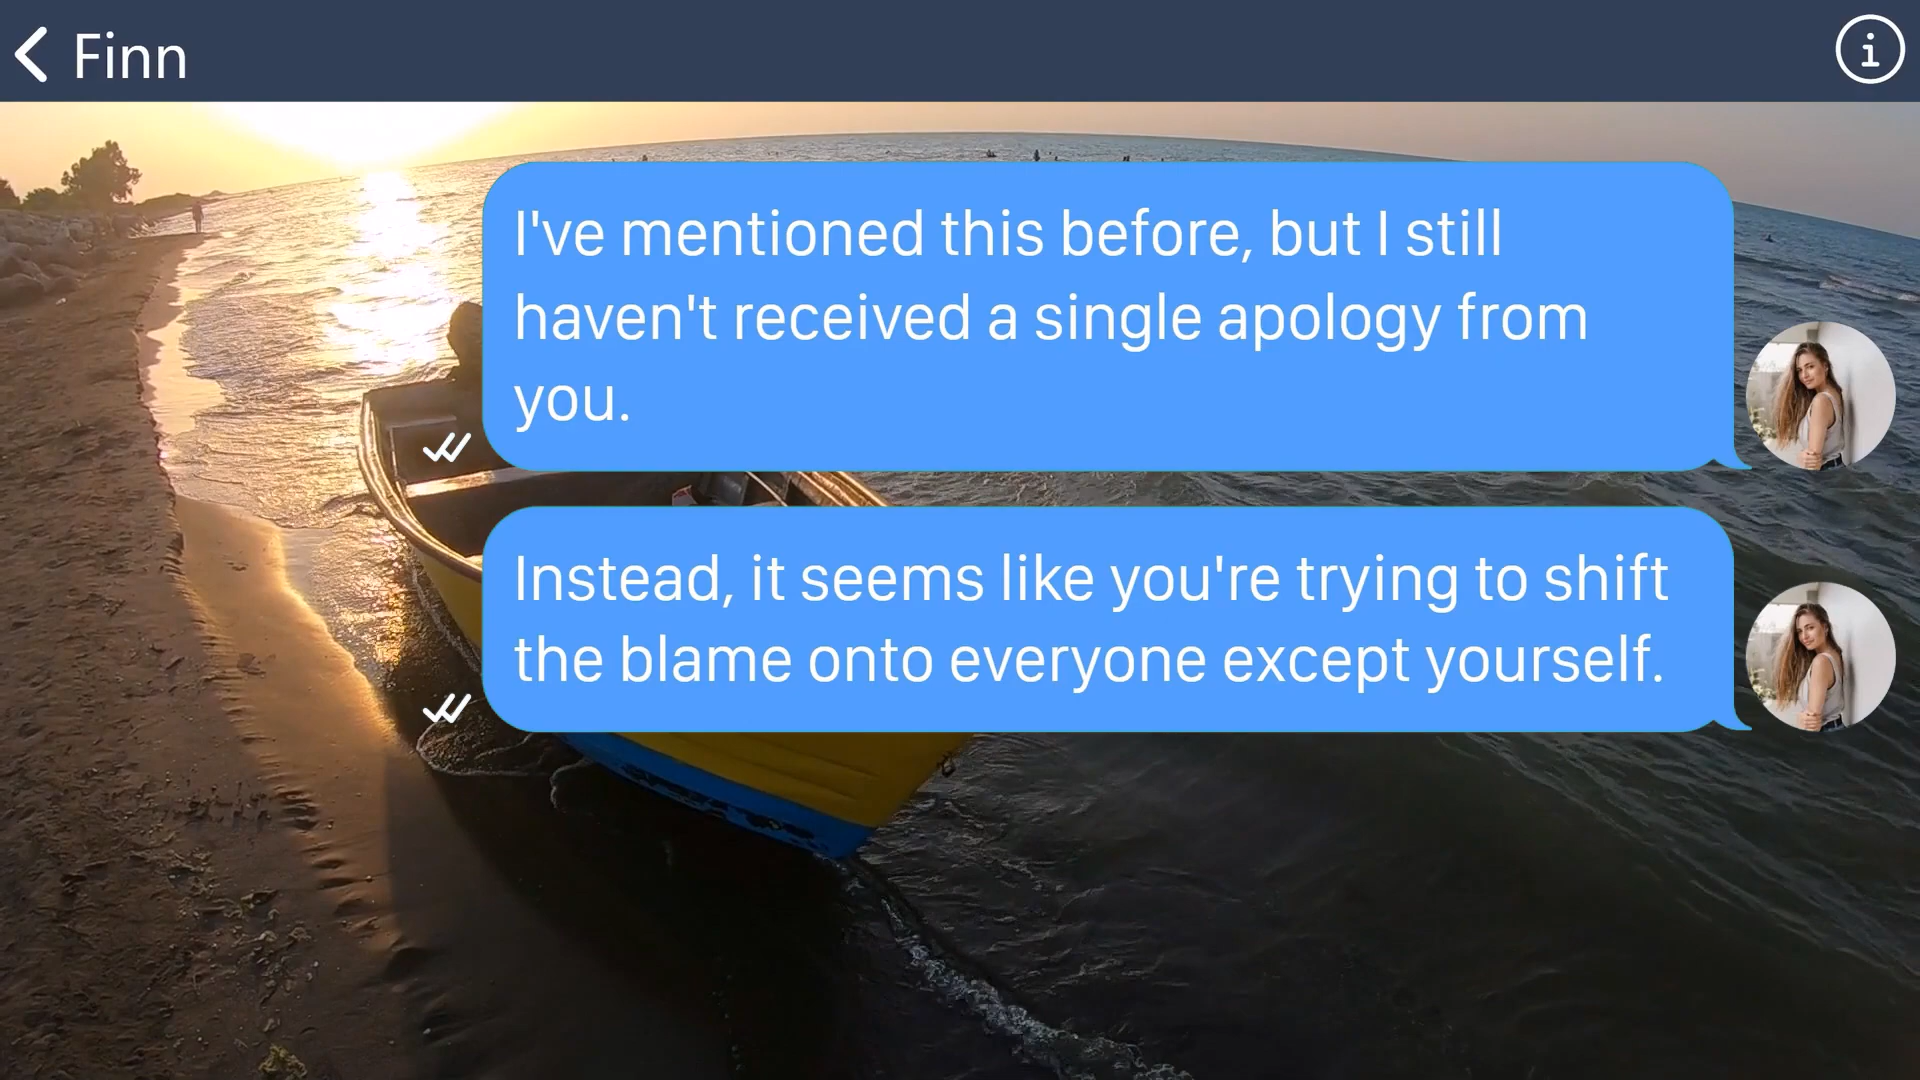 Finn
I've mentioned this before, but I still
haven't received a single apology from
you.
Instead, it seems like you're trying to shift
the blame onto everyone except yourself.